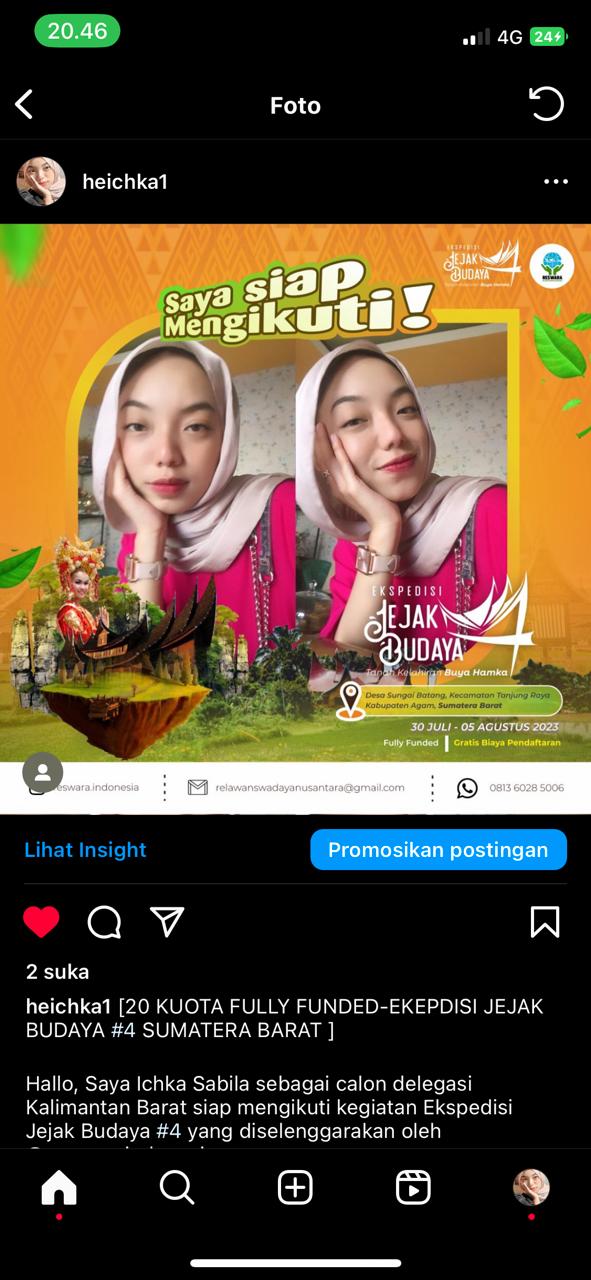 20.46
4G
24
Foto
heichka1
EKSPEDISI
JEJAK
BUDAYA 4
Tanah Kelahiran Buya Hamka
RESWARA
Saya siap
Mengikuti!
EKSPEDISI
JEJAK
BUDAYA 4
Tanah Kelahiran Buya Hamka
Desa Sungai Batang, Kecamatan Tanjung Raya
Kabupaten Agam, Sumatera Barat
30 JULI - 05 AGUSTUS 2023
Fully Funded | Gratis Biaya Pendaftaran
eswara.indonesia
relawanswadayanusantara@gmail.com
0813 6028 5006
Lihat Insight
Promosikan postingan
2 suka
heichka1 [20 KUOTA FULLY FUNDED-EKEPDISI JEJAK
BUDAYA #4 SUMATERA BARAT ]
Hallo, Saya Ichka Sabila sebagai calon delegasi
Kalimantan Barat siap mengikuti kegiatan Ekspedisi
Jejak Budaya #4 yang diselenggarakan oleh